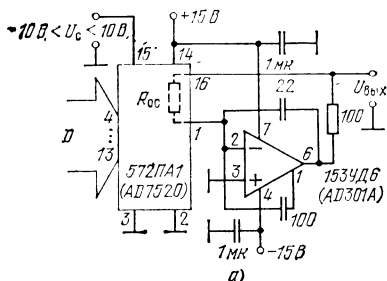 -10 В < Uс < 10 В
+15 В
15
14
1 мк
16
Rос
22
Uвых
D
4
13
1
7
100
2
6
3
1
572ПА1
(AD7520)
4
153УД6
(AD301A)
100
3
2
1 мк
-15 В
а)